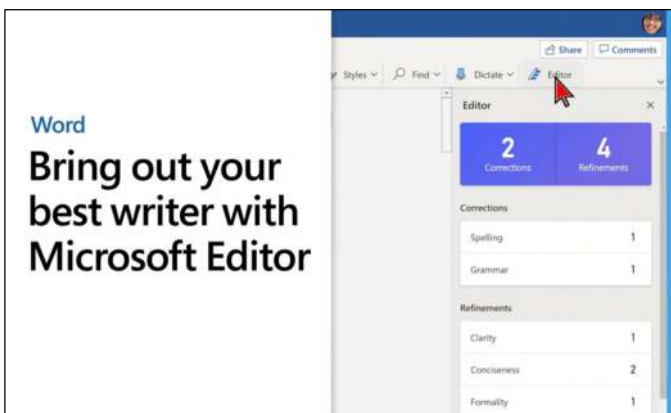 Word
Bring out your
best writer with
Microsoft Editor
Share
Comments
Styles
Find
Dictate
Editor
Editor
2
Corrections
4
Refinements
Corrections
Spelling 1
Grammar 1
Refinements
Clarity 1
Conciseness 2
Formality 1